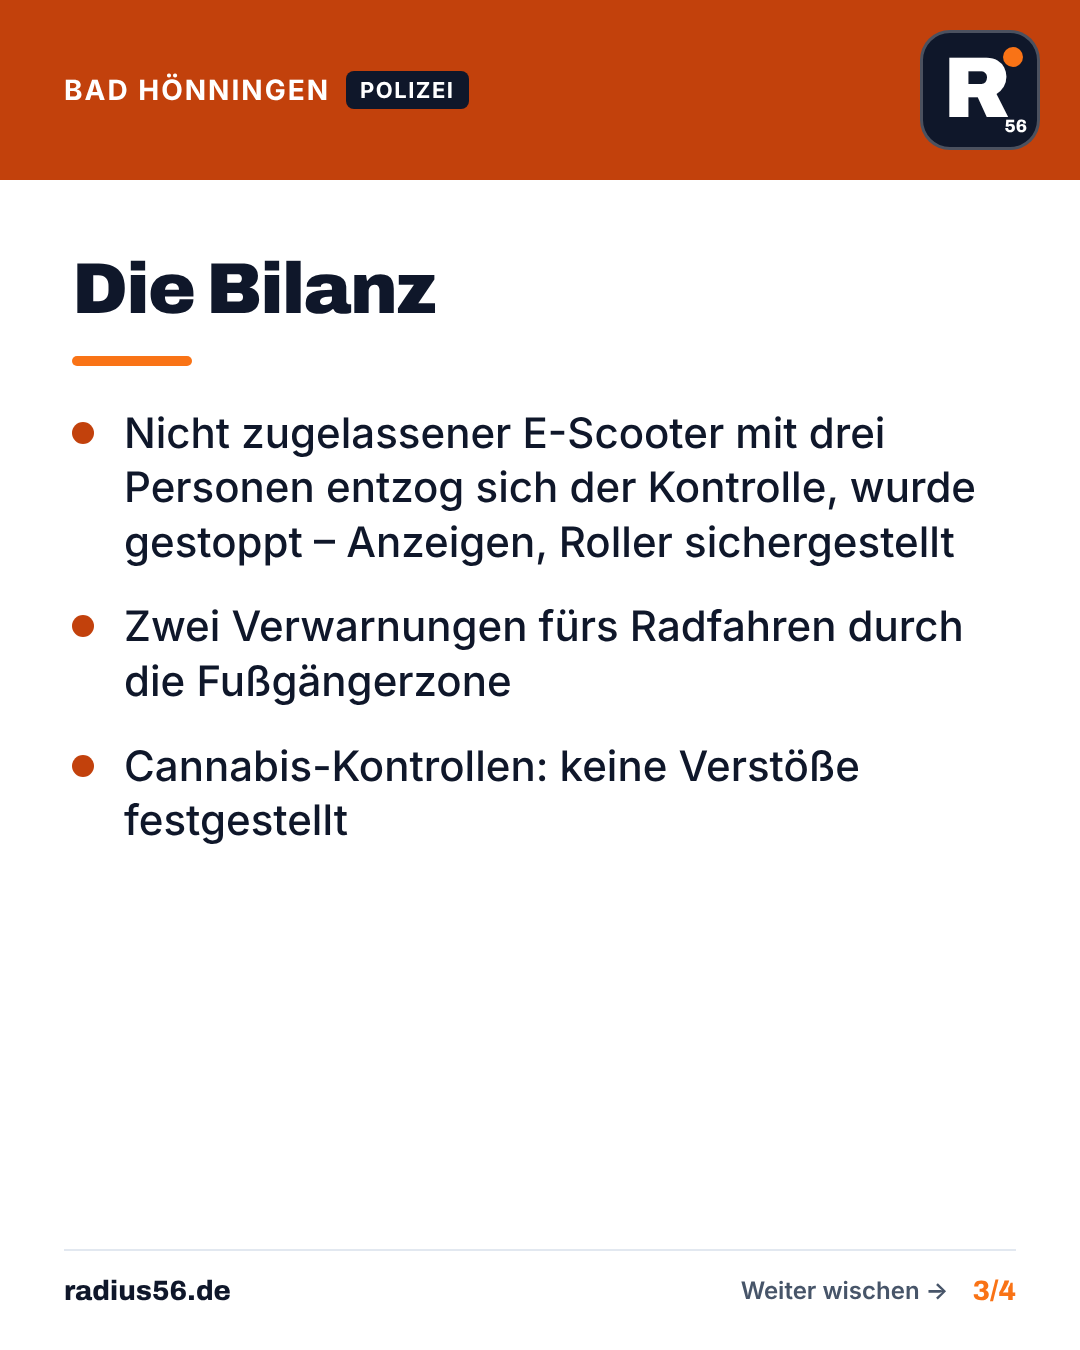 BAD HÖNNINGEN POLIZEI
R
56
Die Bilanz
Nicht zugelassener E-Scooter mit drei
Personen entzog sich der Kontrolle, wurde
gestoppt – Anzeigen, Roller sichergestellt
Zwei Verwarnungen fürs Radfahren durch
die Fußgängerzone
Cannabis-Kontrollen: keine Verstöße
festgestellt
radius56.de
Weiter wischen → 3/4